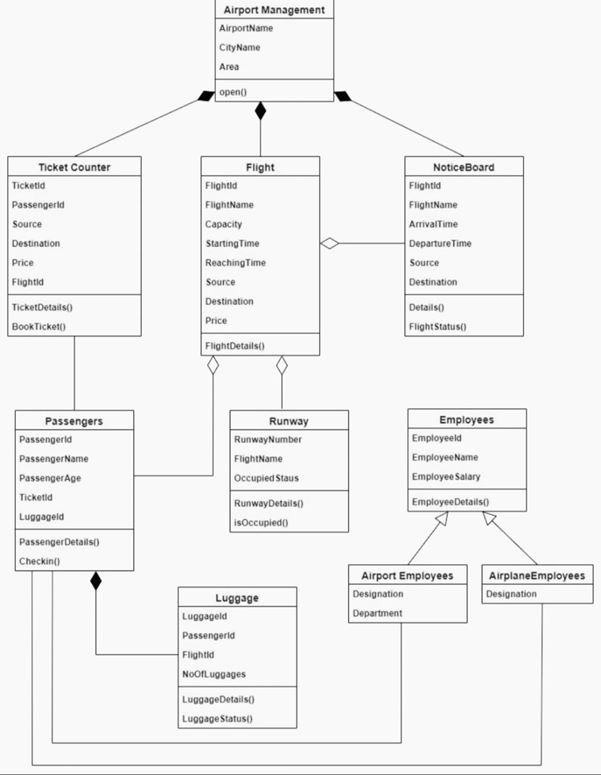 Airport Management
AirportName
CityName
Area
open()
Ticket Counter
TicketId
PassengerId
Source
Destination
Price
FlightId
TicketDetails()
BookTicket()
Flight
FlightId
FlightName
Capacity
StartingTime
ReachingTime
Source
Destination
Price
FlightDetails()
NoticeBoard
FlightId
FlightName
ArrivalTime
DepartureTime
Source
Destination
Details()
FlightStatus()
Passengers
PassengerId
PassengerName
PassengerAge
TicketId
LuggageId
PassengerDetails()
Checkin()
Runway
RunwayNumber
FlightName
OccupiedStaus
RunwayDetails()
isOccupied()
Employees
EmployeeId
EmployeeName
EmployeeSalary
EmployeeDetails()
Airport Employees
Designation
Department
AirplaneEmployees
Designation
Luggage
LuggageId
PassengerId
FlightId
NoOfLuggages
LuggageDetails()
LuggageStatus()